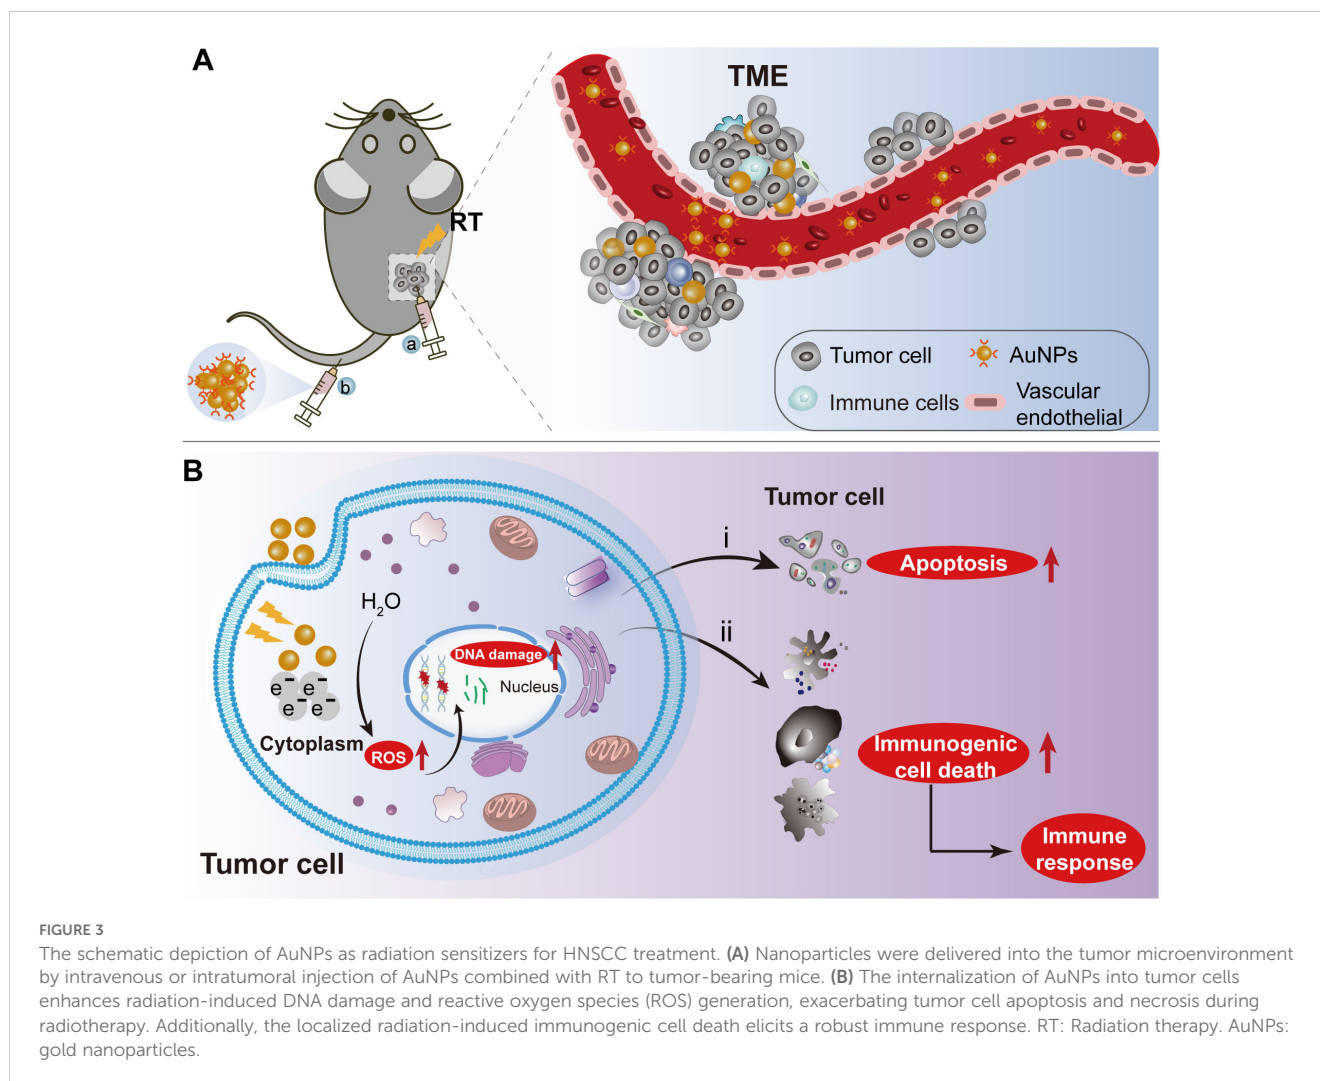 A
TME
RT
a
b
Tumor cell
AuNPs
Immune cells
Vascular
endothelial
B
Tumor cell
i
Apoptosis
H₂O
ii
DNA damage
Nucleus
e⁻ e⁻
e⁻ e⁻
Cytoplasm
ROS
Immunogenic
cell death
Tumor cell
Immune
response
FIGURE 3
The schematic depiction of AuNPs as radiation sensitizers for HNSCC treatment. (A) Nanoparticles were delivered into the tumor microenvironment
by intravenous or intratumoral injection of AuNPs combined with RT to tumor-bearing mice. (B) The internalization of AuNPs into tumor cells
enhances radiation-induced DNA damage and reactive oxygen species (ROS) generation, exacerbating tumor cell apoptosis and necrosis during
radiotherapy. Additionally, the localized radiation-induced immunogenic cell death elicits a robust immune response. RT: Radiation therapy. AuNPs:
gold nanoparticles.